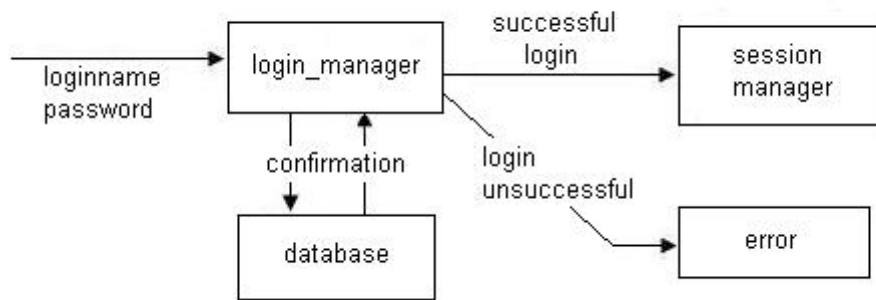 loginname
password
login_manager
successful
login
session
manager
confirmation
login
unsuccessful
database
error